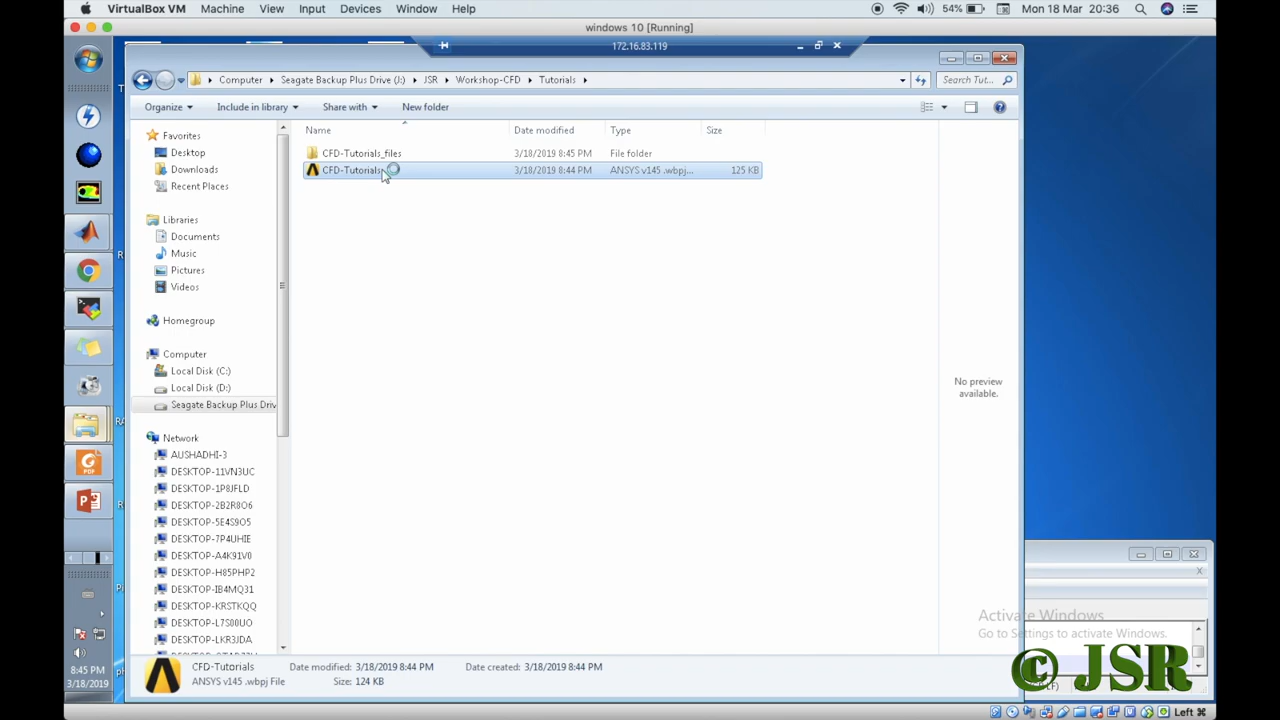 VirtualBox VM Machine View Input Devices Window Help 54% Mon 18 Mar 20:36
windows 10 [Running]
172.16.83.119
Computer Seagate Backup Plus Drive (J:) JSR Workshop-CFD Tutorials Search Tut...
Organize Include in library Share with New folder
Name Date modified Type Size
CFD-Tutorials_files 3/18/2019 8:45 PM File folder
CFD-Tutorials 3/18/2019 8:44 PM ANSYS v145 .wbpj... 125 KB
Favorites
Desktop
Downloads
Recent Places
Libraries
Documents
Music
Pictures
Videos
Homegroup
Computer
Local Disk (C:)
Local Disk (D:)
Seagate Backup Plus Driv
Network
AUSHADHI-3
DESKTOP-11VN3UC
DESKTOP-1P8JFLD
DESKTOP-2B2R8O6
DESKTOP-5E4S9O5
DESKTOP-7P4UHIE
DESKTOP-A4K91V0
DESKTOP-H85PHP2
DESKTOP-IB4MQ31
DESKTOP-KRSTKQQ
DESKTOP-L7S80UO
DESKTOP-LKR3JDA
No preview
available.
CFD-Tutorials Date modified: 3/18/2019 8:44 PM Date created: 3/18/2019 8:44 PM
ANSYS v145 .wbpj File Size: 124 KB
8:45 PM
3/18/2019
Activate Windows
Go to Settings to activate Windows.
© JSR
Left ⌘